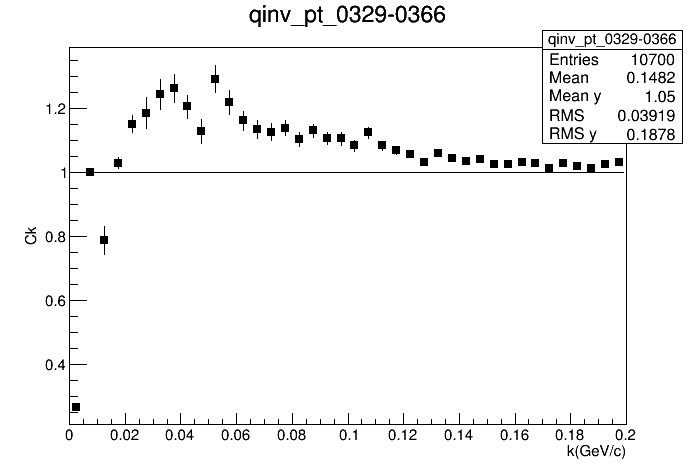 qinv_pt_0329-0366
qinv_pt_0329-0366
Entries 10700
Mean 0.1482
Mean y 1.05
RMS 0.03919
RMS y 0.1878
Ck
1.2
1
0.8
0.6
0.4
0 0.02 0.04 0.06 0.08 0.1 0.12 0.14 0.16 0.18 0.2
k(GeV/c)